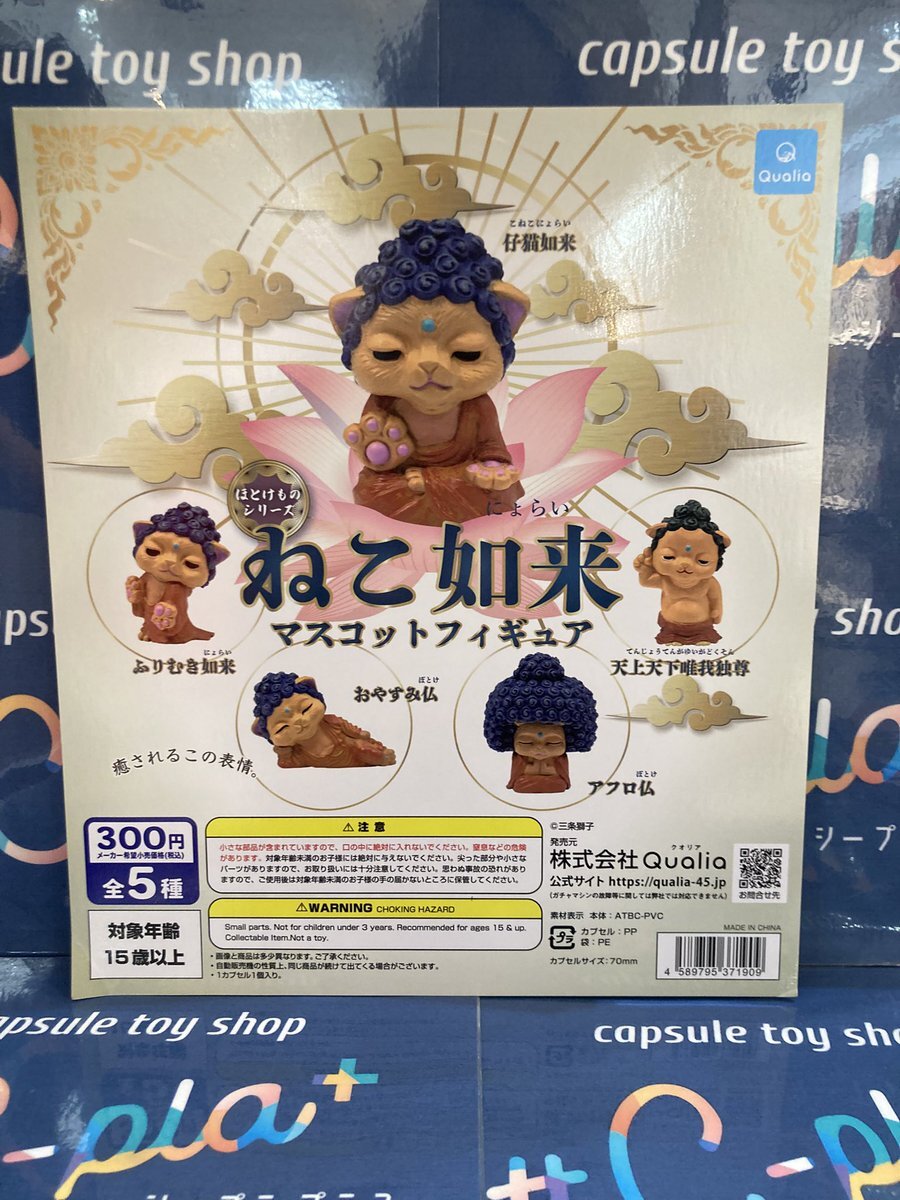 ule toy shop
capsule toy s
Qualia
こねこにょらい
仔猫如来
ほとけもの
シリーズ
にょらい
ねこ如来
マスコットフィギュア
にょらい
ふりむき如来
てんじょうてんがゆいがどくそん
天上天下唯我独尊
ぼとけ
おやすみ仏
ぼとけ
アフロ仏
癒されるこの表情。
300円
メーカー希望小売価格(税込)
全5種
対象年齢
15歳以上
⚠注意
小さな部品が含まれていますので、口の中に絶対に入れないでください。窒息などの危険
があります。対象年齢未満のお子様には絶対に与えないでください。尖った部分や小さな
パーツがありますので、お取り扱いには十分注意してください。思わぬ事故の恐れがあり
ますので、ご使用後は対象年齢未満のお子様の手の届かないところに保管してください。
⚠WARNING CHOKING HAZARD
Small parts. Not for children under 3 years. Recommended for ages 15 & up.
Collectable Item.Not a toy.
・画像と商品は多少異なります。ご了承ください。
・自動販売機の性質上、同じ商品が続けて出てくる場合がございます。
・1カプセル1個入り。
©三条獅子
発売元
クオリア
株式会社Qualia
公式サイト https://qualia-45.jp
(ガチャマシンの故障等に関しては弊社では対応できません)
お問合せ先
素材表示 本体：ATBC-PVC
プラ
カプセル：PP
袋：PE
カプセルサイズ：70mm
MADE IN CHINA
4 589795 371909
caps
shop
シープ
apsule toy shop
capsule toy sho
C-pla+
シープラプラス
C-pla